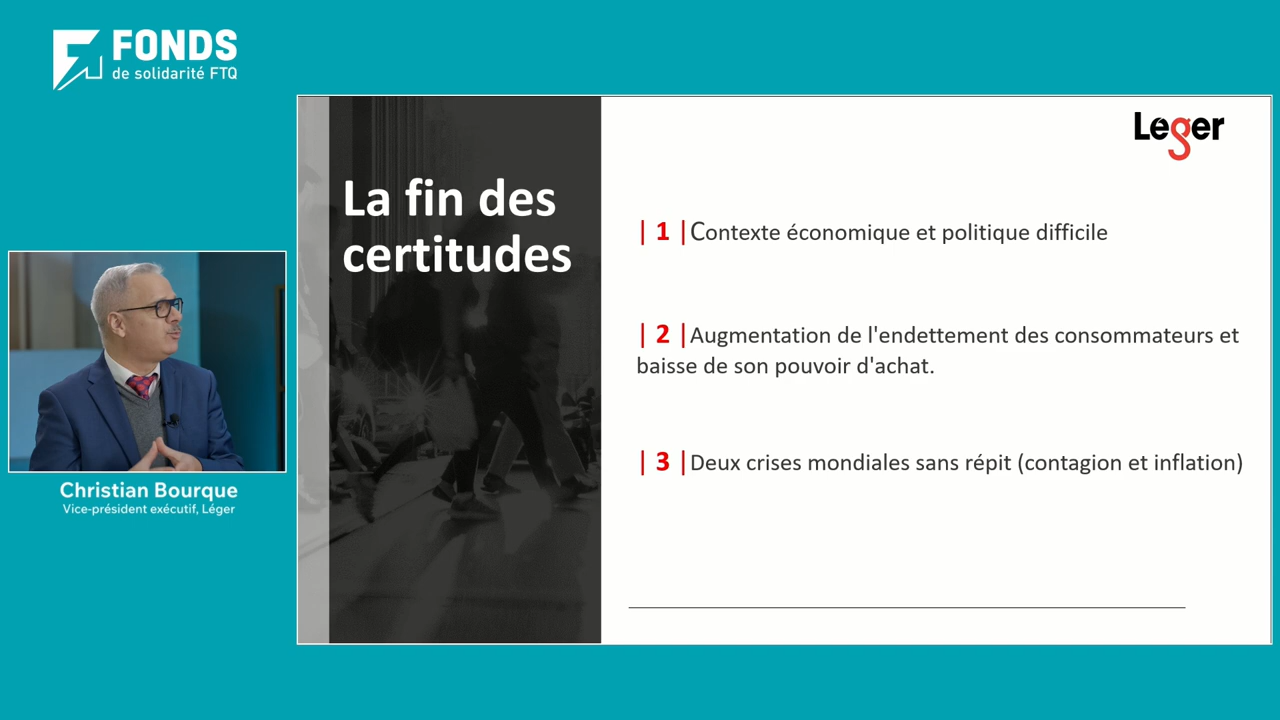 FONDS
de solidarité FTQ
Leger
La fin des
certitudes
| 1 |Contexte économique et politique difficile
| 2 |Augmentation de l'endettement des consommateurs et
baisse de son pouvoir d'achat.
| 3 |Deux crises mondiales sans répit (contagion et inflation)
Christian Bourque
Vice-président exécutif, Léger